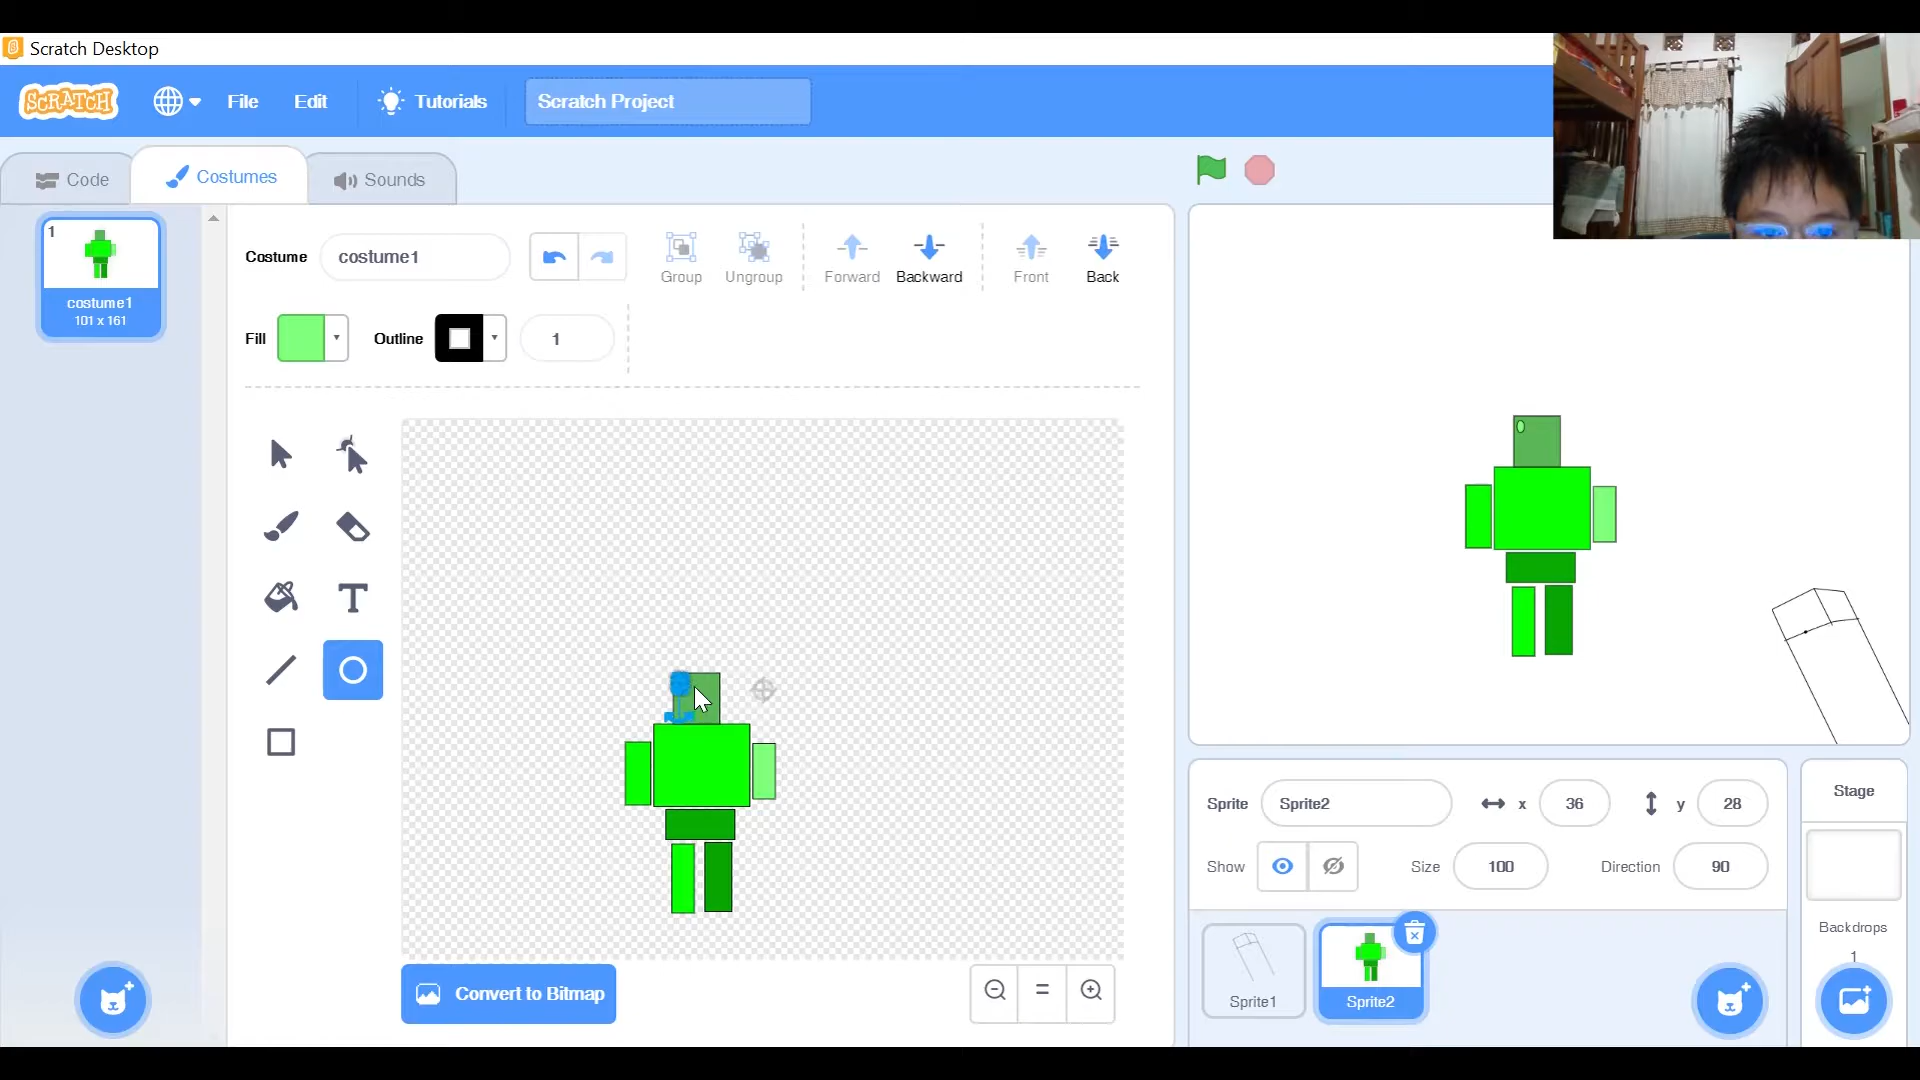 Scratch Desktop
SCRATCH
File
Edit
Tutorials
Scratch Project
Code
Costumes
Sounds
1
costume1
101 x 161
Costume
costume1
Group
Ungroup
Forward
Backward
Front
Back
Fill
Outline
1
T
Convert to Bitmap
=
Sprite
Sprite2
x
36
y
28
Show
Size
100
Direction
90
Sprite1
Sprite2
Stage
Backdrops
1